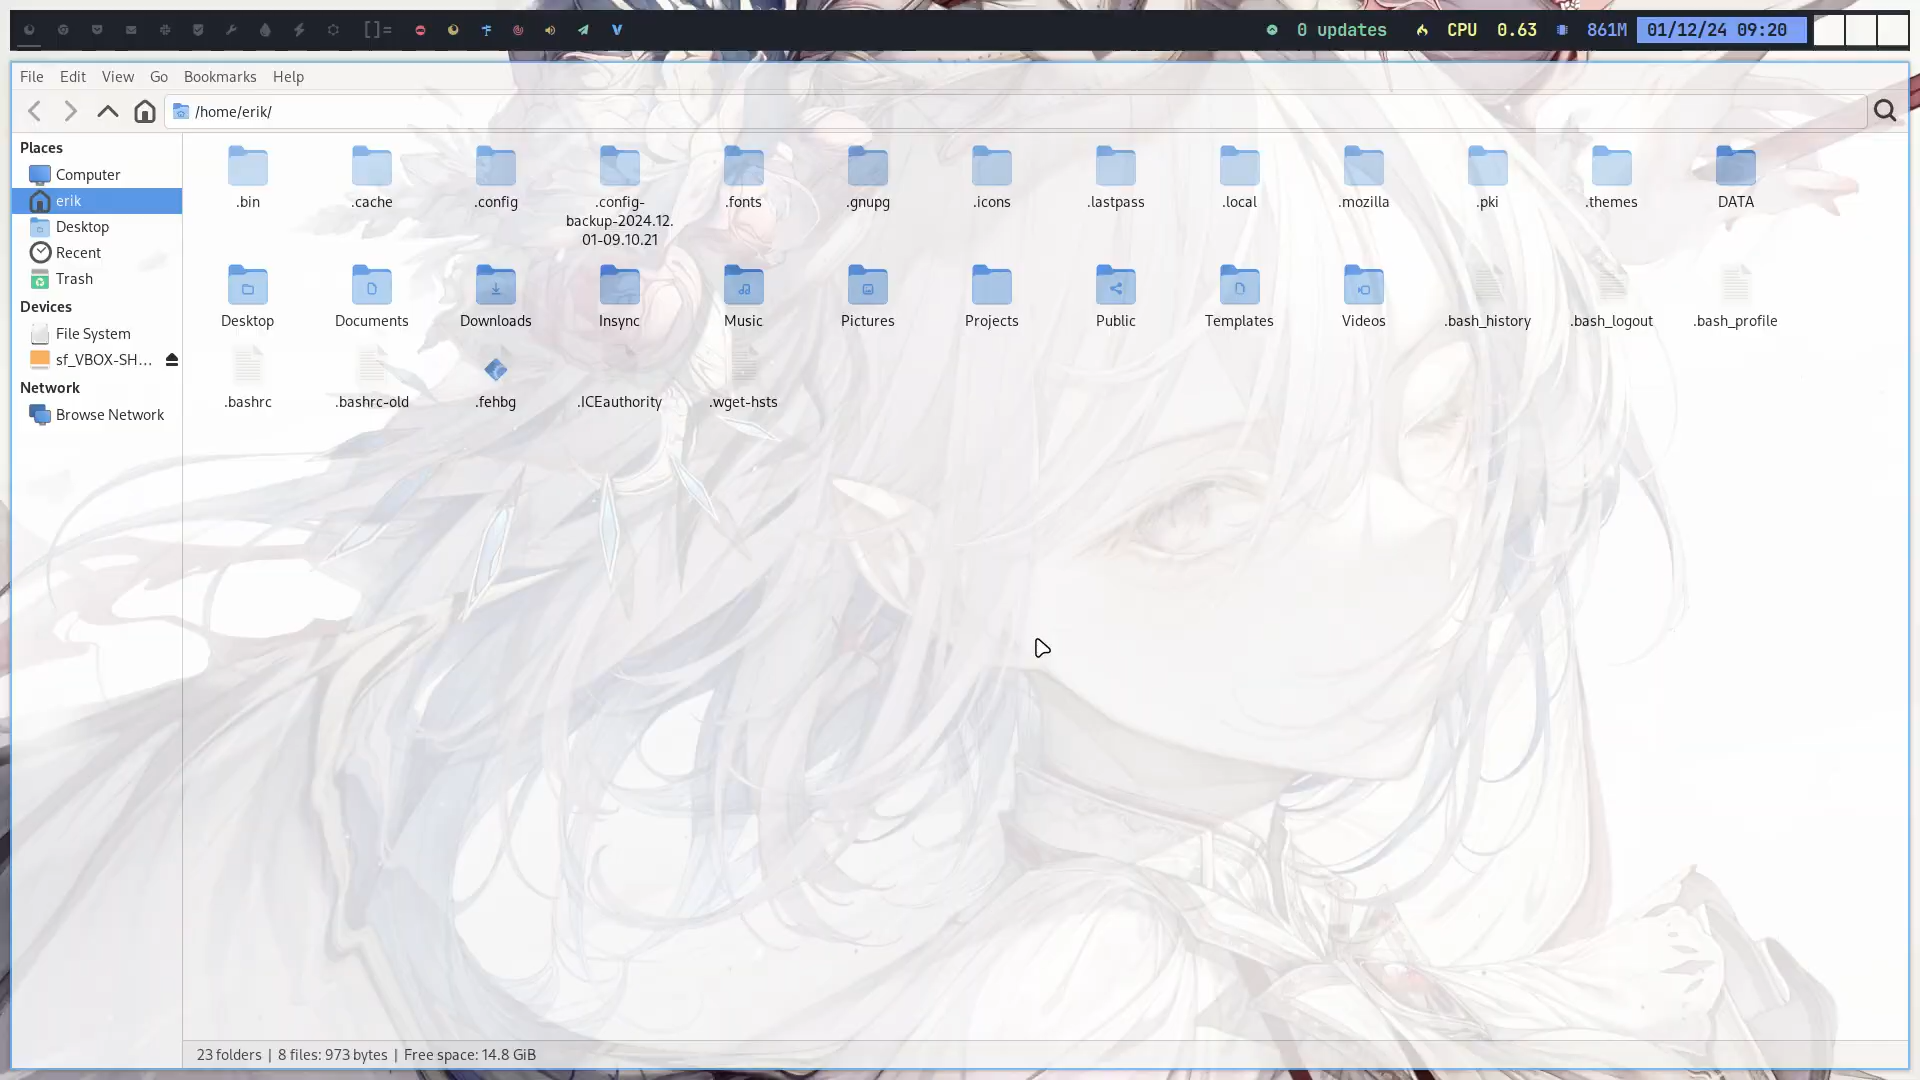 []=
0 updates
CPU 0.63
861M
01/12/24 09:20
File Edit View Go Bookmarks Help
/home/erik/
Places
Computer
erik
Desktop
Recent
Trash
Devices
File System
sf_VBOX-SH...
Network
Browse Network
.bin
.cache
.config
.config-
backup-2024.12.
01-09.10.21
.fonts
.gnupg
.icons
.lastpass
.local
.mozilla
.pki
.themes
DATA
Desktop
Documents
Downloads
Insync
Music
Pictures
Projects
Public
Templates
Videos
.bash_history
.bash_logout
.bash_profile
.bashrc
.bashrc-old
.fehbg
.ICEauthority
.wget-hsts
23 folders | 8 files: 973 bytes | Free space: 14.8 GiB